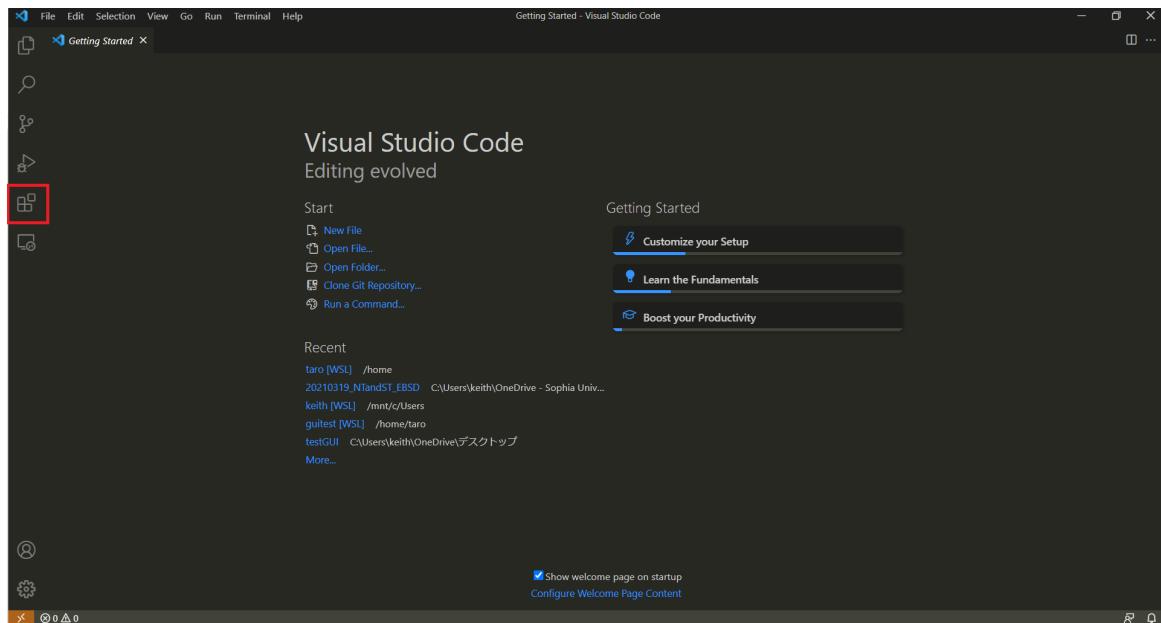 File Edit Selection View Go Run Terminal Help
Getting Started - Visual Studio Code
Getting Started
Visual Studio Code
Editing evolved
Start
New File
Open File...
Open Folder...
Clone Git Repository...
Run a Command...
Recent
taro [WSL] /home
20210319_NTandST_EBSD C:\Users\keith\OneDrive - Sophia Univ...
keith [WSL] /mnt/c/Users
guitest [WSL] /home/taro
testGUI C:\Users\keith\OneDrive\デスクトップ
More...
Getting Started
Customize your Setup
Learn the Fundamentals
Boost your Productivity
Show welcome page on startup
Configure Welcome Page Content
0 0